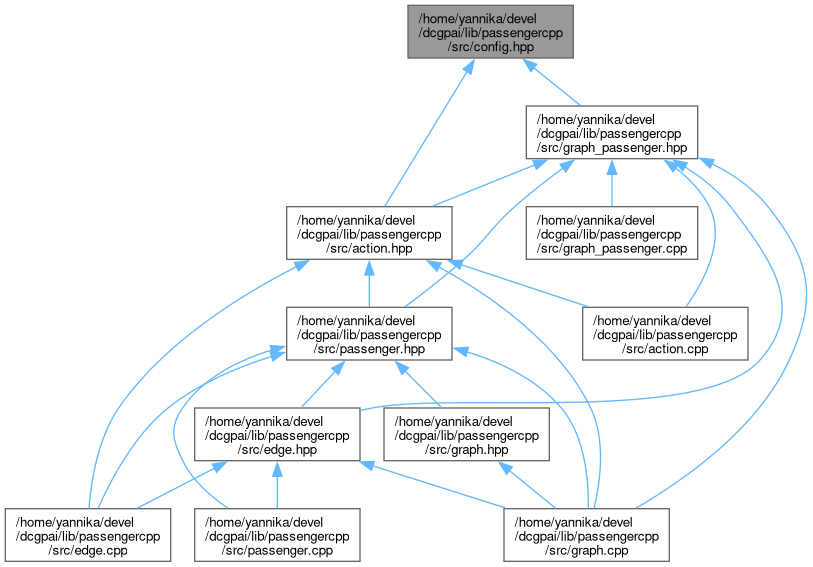 /home/yannika/devel
/dcgpai/lib/passengercpp
/src/config.hpp
/home/yannika/devel
/dcgpai/lib/passengercpp
/src/graph_passenger.hpp
/home/yannika/devel
/dcgpai/lib/passengercpp
/src/action.hpp
/home/yannika/devel
/dcgpai/lib/passengercpp
/src/graph_passenger.cpp
/home/yannika/devel
/dcgpai/lib/passengercpp
/src/passenger.hpp
/home/yannika/devel
/dcgpai/lib/passengercpp
/src/action.cpp
/home/yannika/devel
/dcgpai/lib/passengercpp
/src/edge.hpp
/home/yannika/devel
/dcgpai/lib/passengercpp
/src/graph.hpp
/home/yannika/devel
/dcgpai/lib/passengercpp
/src/edge.cpp
/home/yannika/devel
/dcgpai/lib/passengercpp
/src/passenger.cpp
/home/yannika/devel
/dcgpai/lib/passengercpp
/src/graph.cpp